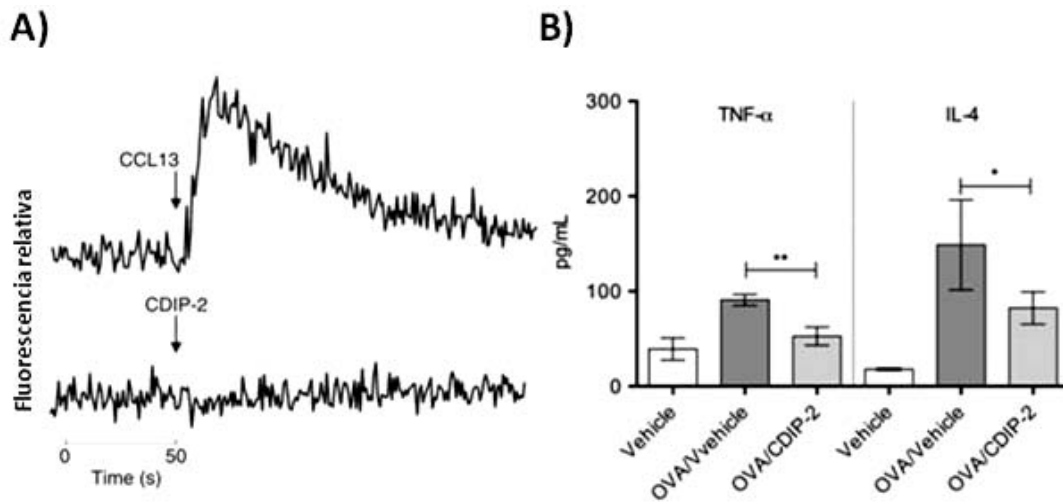 A)
CCL13
CDIP-2
Fluorescencia relativa
0 50
Time (s)
B)
300
200
100
0
pg/mL
TNF-α
IL-4
**
*
Vehicle
OVA/Vvehicle
OVA/CDIP-2
Vehicle
OVA/Vehicle
OVA/CDIP-2